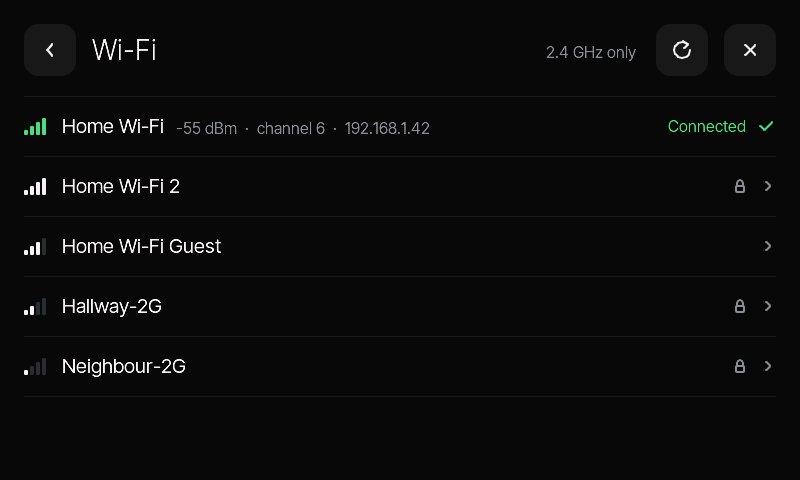 Wi-Fi
2.4 GHz only
Home Wi-Fi -55 dBm · channel 6 · 192.168.1.42 Connected
Home Wi-Fi 2
Home Wi-Fi Guest
Hallway-2G
Neighbour-2G